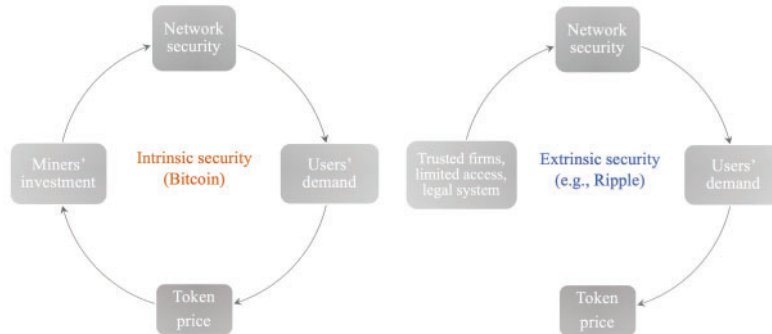 Network
security
Miners'
investment
Intrinsic security
(Bitcoin)
Users'
demand
Token
price
Network
security
Trusted firms,
limited access,
legal system
Extrinsic security
(e.g., Ripple)
Users'
demand
Token
price